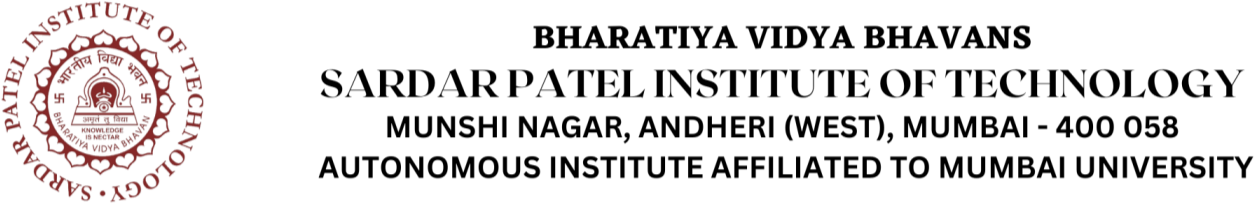 SARDAR PATEL INSTITUTE OF TECHNOLOGY •
भारतीय विद्या भवन
अमृतं तु विद्या
KNOWLEDGE
IS NECTAR
BHARATIYA VIDYA BHAVAN
BHARATIYA VIDYA BHAVANS
SARDAR PATEL INSTITUTE OF TECHNOLOGY
MUNSHI NAGAR, ANDHERI (WEST), MUMBAI - 400 058
AUTONOMOUS INSTITUTE AFFILIATED TO MUMBAI UNIVERSITY